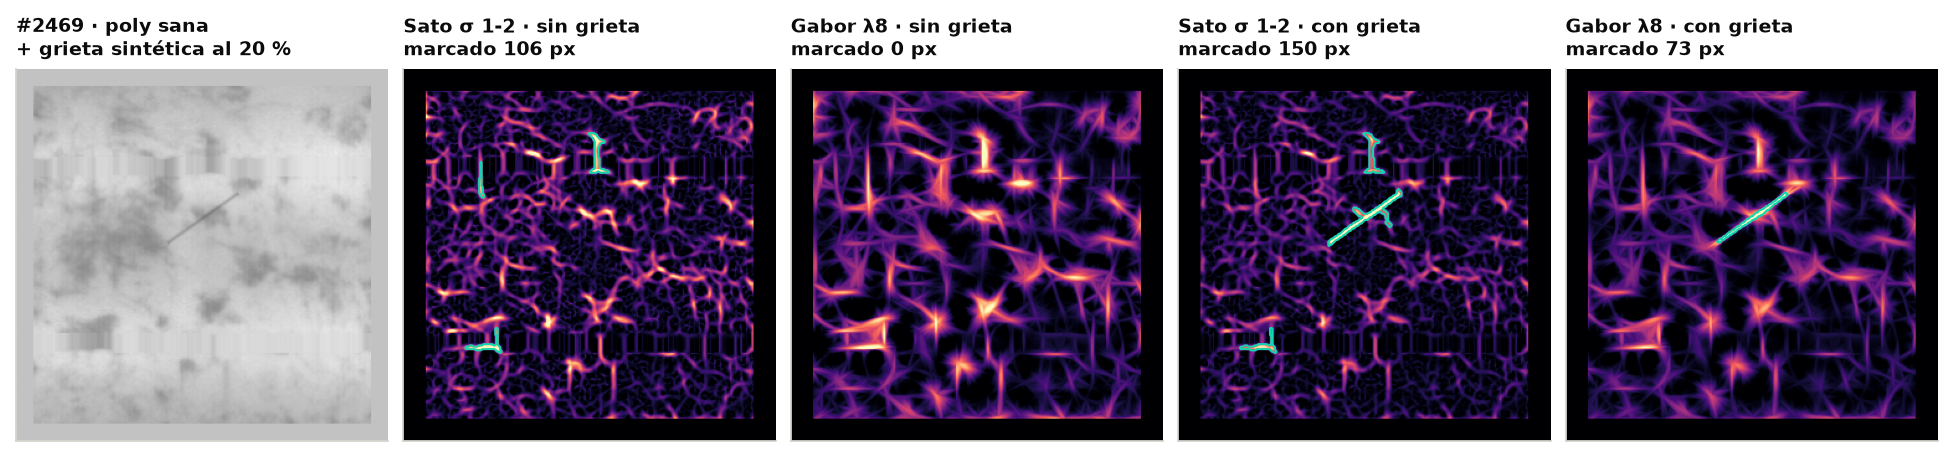 #2469 · poly sana
+ grieta sintética al 20 %
Sato σ 1-2 · sin grieta
marcado 106 px
Gabor λ8 · sin grieta
marcado 0 px
Sato σ 1-2 · con grieta
marcado 150 px
Gabor λ8 · con grieta
marcado 73 px